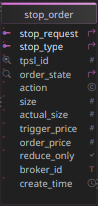 stop_order
stop_request
stop_type
tpsl_id #
order_state
action
size #
actual_size #
trigger_price #
order_price #
reduce_only
broker_id T
create_time